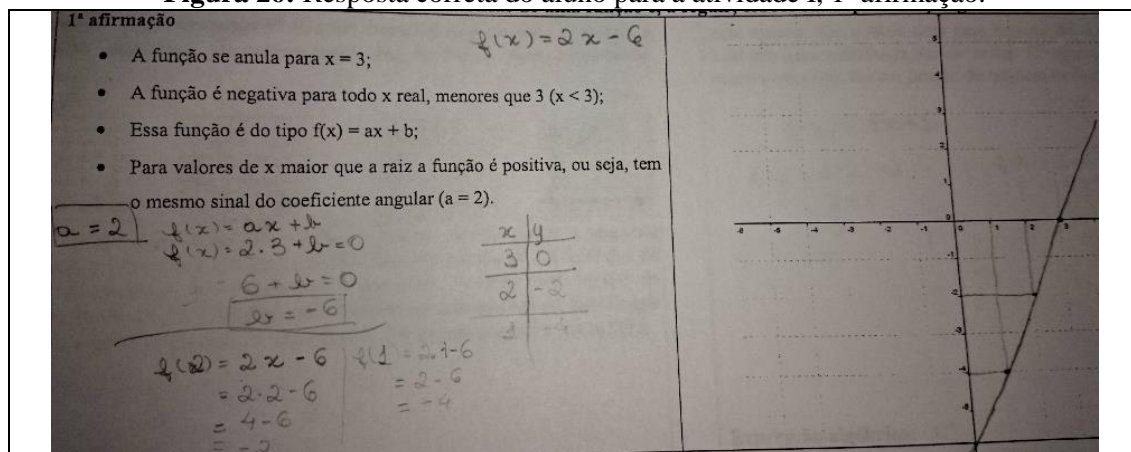 Figura 20: Resposta correta do aluno para a atividade 1, 1ª afirmação.
1ª afirmação
f(x) = 2x - 6
• A função se anula para x = 3;
• A função é negativa para todo x real, menores que 3 (x < 3);
• Essa função é do tipo f(x) = ax + b;
• Para valores de x maior que a raiz a função é positiva, ou seja, tem
o mesmo sinal do coeficiente angular (a = 2).
a = 2
f(x) = ax + b
f(x) = 2.3 + b = 0
6 + b = 0
b = -6
x y
3 0
2 -2
1 -4
f(2) = 2x - 6
= 2.2 - 6
= 4 - 6
= -2
f(1) = 2.1-6
= 2 - 6
= -4